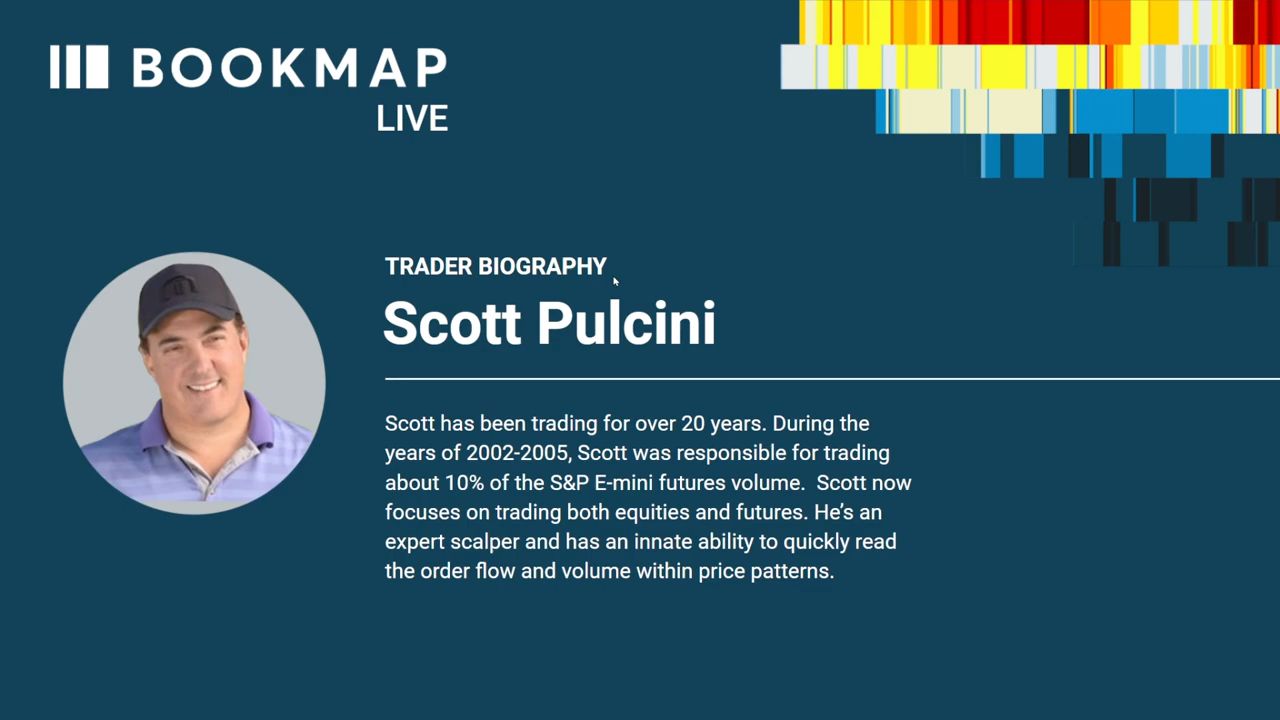 BOOKMAP
LIVE
TRADER BIOGRAPHY
Scott Pulcini
Scott has been trading for over 20 years. During the
years of 2002-2005, Scott was responsible for trading
about 10% of the S&P E-mini futures volume.  Scott now
focuses on trading both equities and futures. He’s an
expert scalper and has an innate ability to quickly read
the order flow and volume within price patterns.